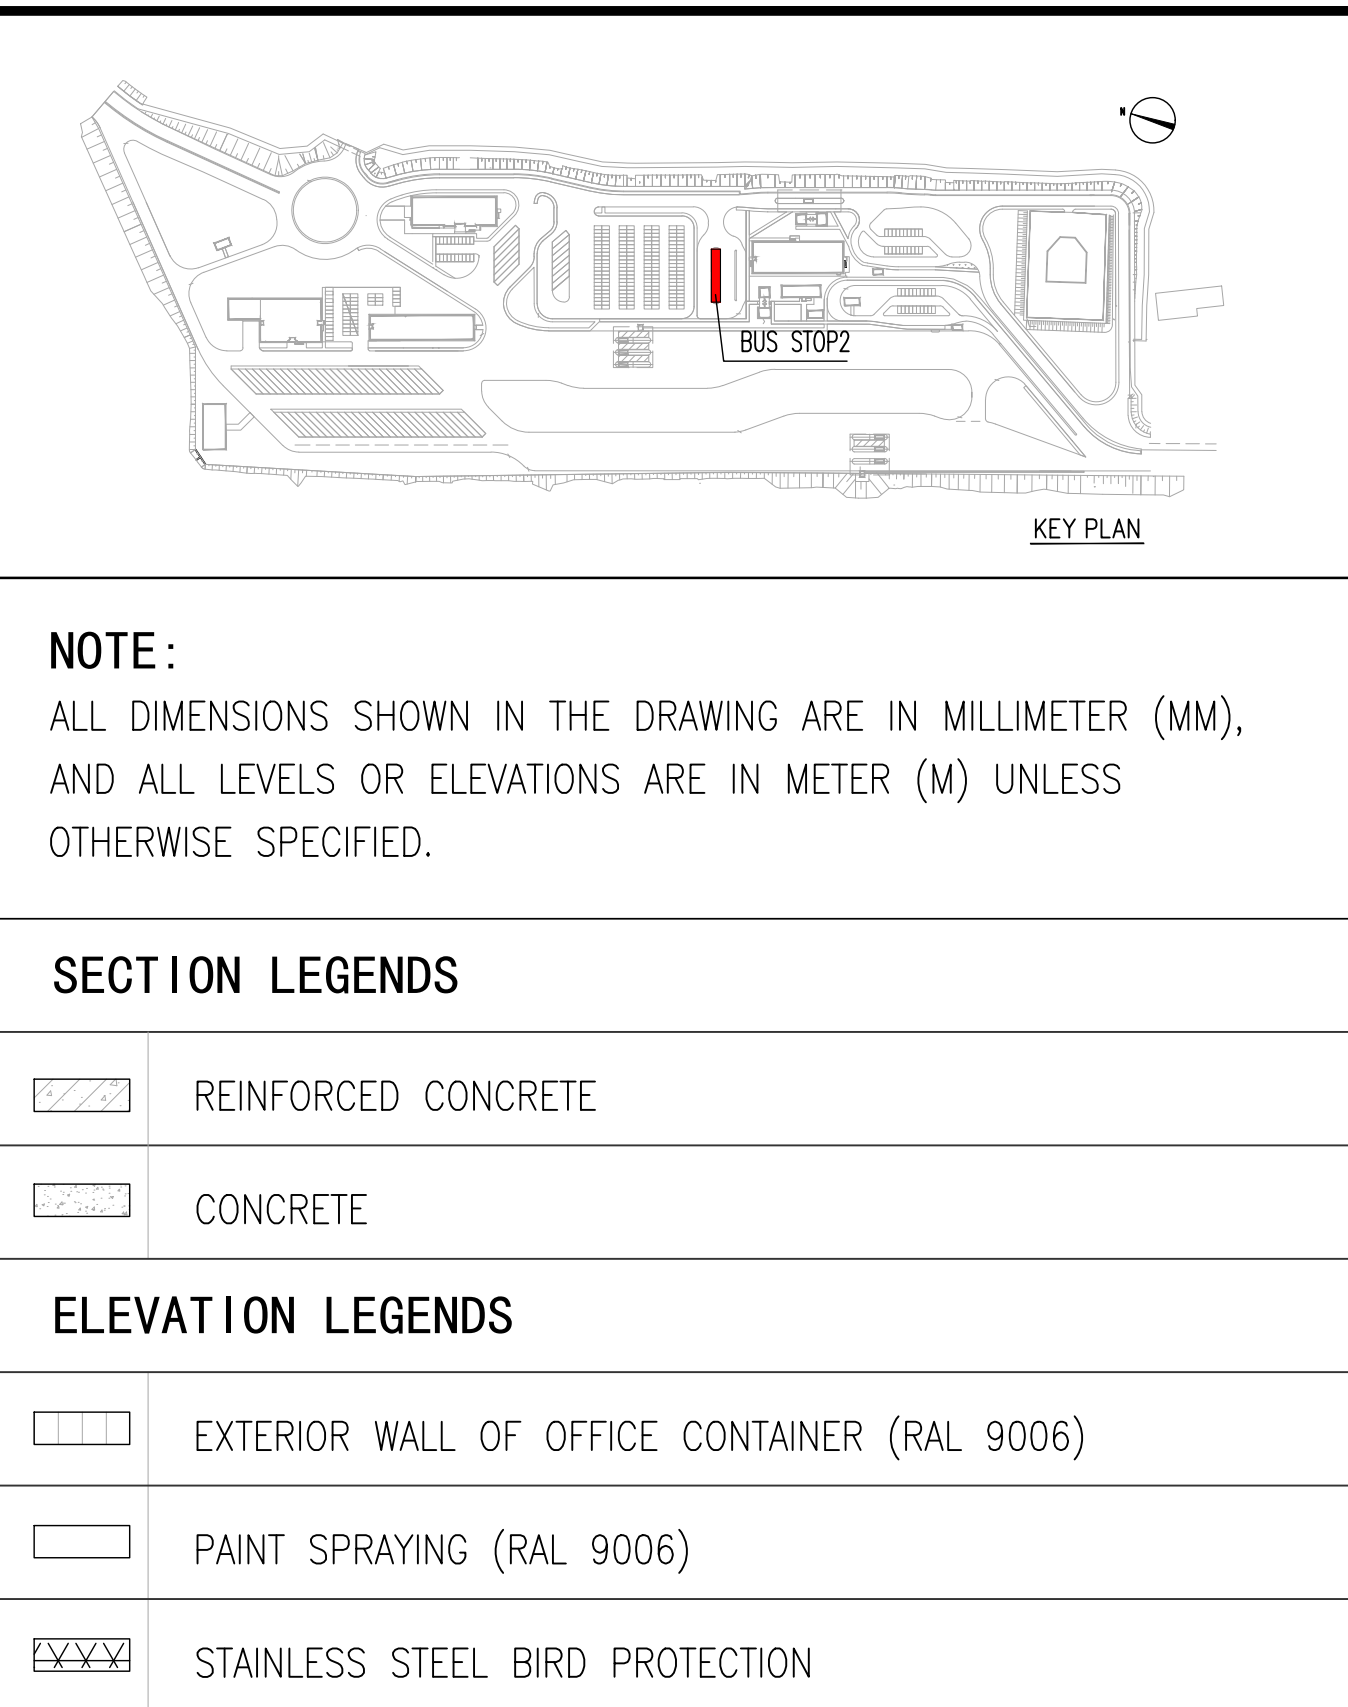 N
BUS STOP2
KEY PLAN
NOTE:
ALL DIMENSIONS SHOWN IN THE DRAWING ARE IN MILLIMETER (MM),
AND ALL LEVELS OR ELEVATIONS ARE IN METER (M) UNLESS
OTHERWISE SPECIFIED.
SECTION LEGENDS
REINFORCED CONCRETE
CONCRETE
ELEVATION LEGENDS
EXTERIOR WALL OF OFFICE CONTAINER (RAL 9006)
PAINT SPRAYING (RAL 9006)
STAINLESS STEEL BIRD PROTECTION